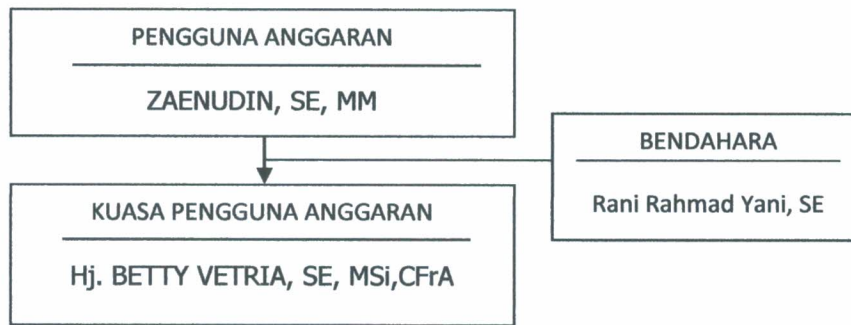 PENGGUNA ANGGARAN
ZAENUDIN, SE, MM
BENDAHARA
Rani Rahmad Yani, SE
KUASA PENGGUNA ANGGARAN
Hj. BETTY VETRIA, SE, MSi,CFrA